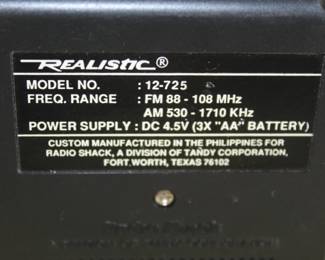 REALISTIC®
MODEL NO. : 12-725
FREQ. RANGE : FM 88 - 108 MHz
AM 530 - 1710 KHz
POWER SUPPLY : DC 4.5V (3X "AA" BATTERY)
CUSTOM MANUFACTURED IN THE PHILIPPINES FOR
RADIO SHACK, A DIVISION OF TANDY CORPORATION,
FORT WORTH, TEXAS 76102